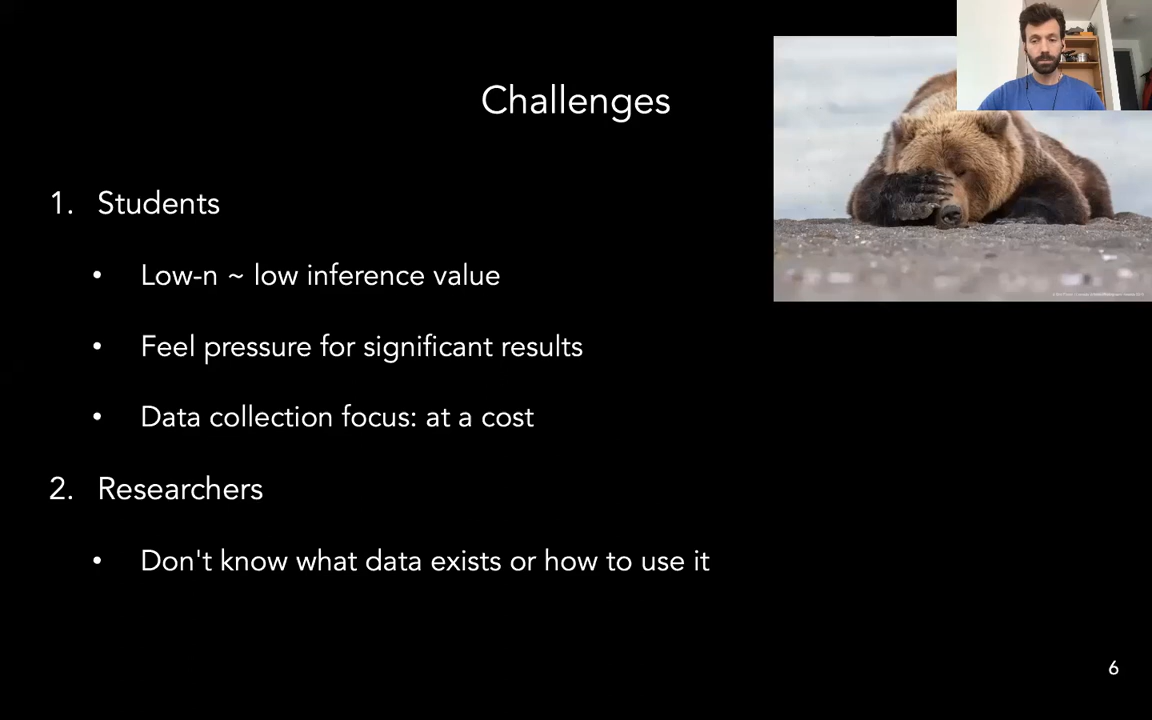 Challenges
1. Students
• Low-n ~ low inference value
• Feel pressure for significant results
• Data collection focus: at a cost
2. Researchers
• Don't know what data exists or how to use it
6